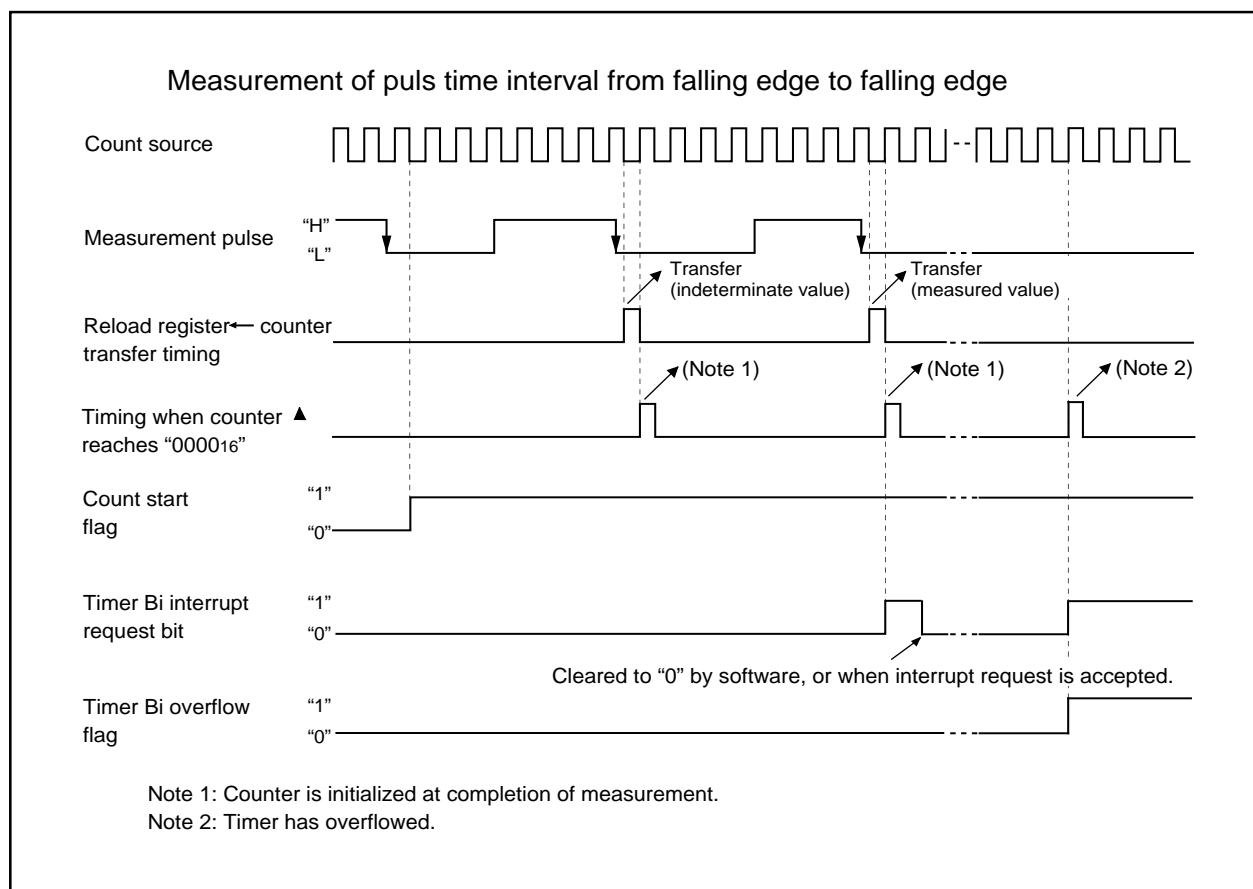 Measurement of puls time interval from falling edge to falling edge
Count source
Measurement pulse
“H”
“L”
Transfer
(indeterminate value)
Transfer
(measured value)
Reload register ← counter
transfer timing
(Note 1)
(Note 1)
(Note 2)
Timing when counter
reaches “000016”
Count start
flag
“1”
“0”
Timer Bi interrupt
request bit
“1”
“0”
Cleared to “0” by software, or when interrupt request is accepted.
Timer Bi overflow
flag
“1”
“0”
Note 1: Counter is initialized at completion of measurement.
Note 2: Timer has overflowed.